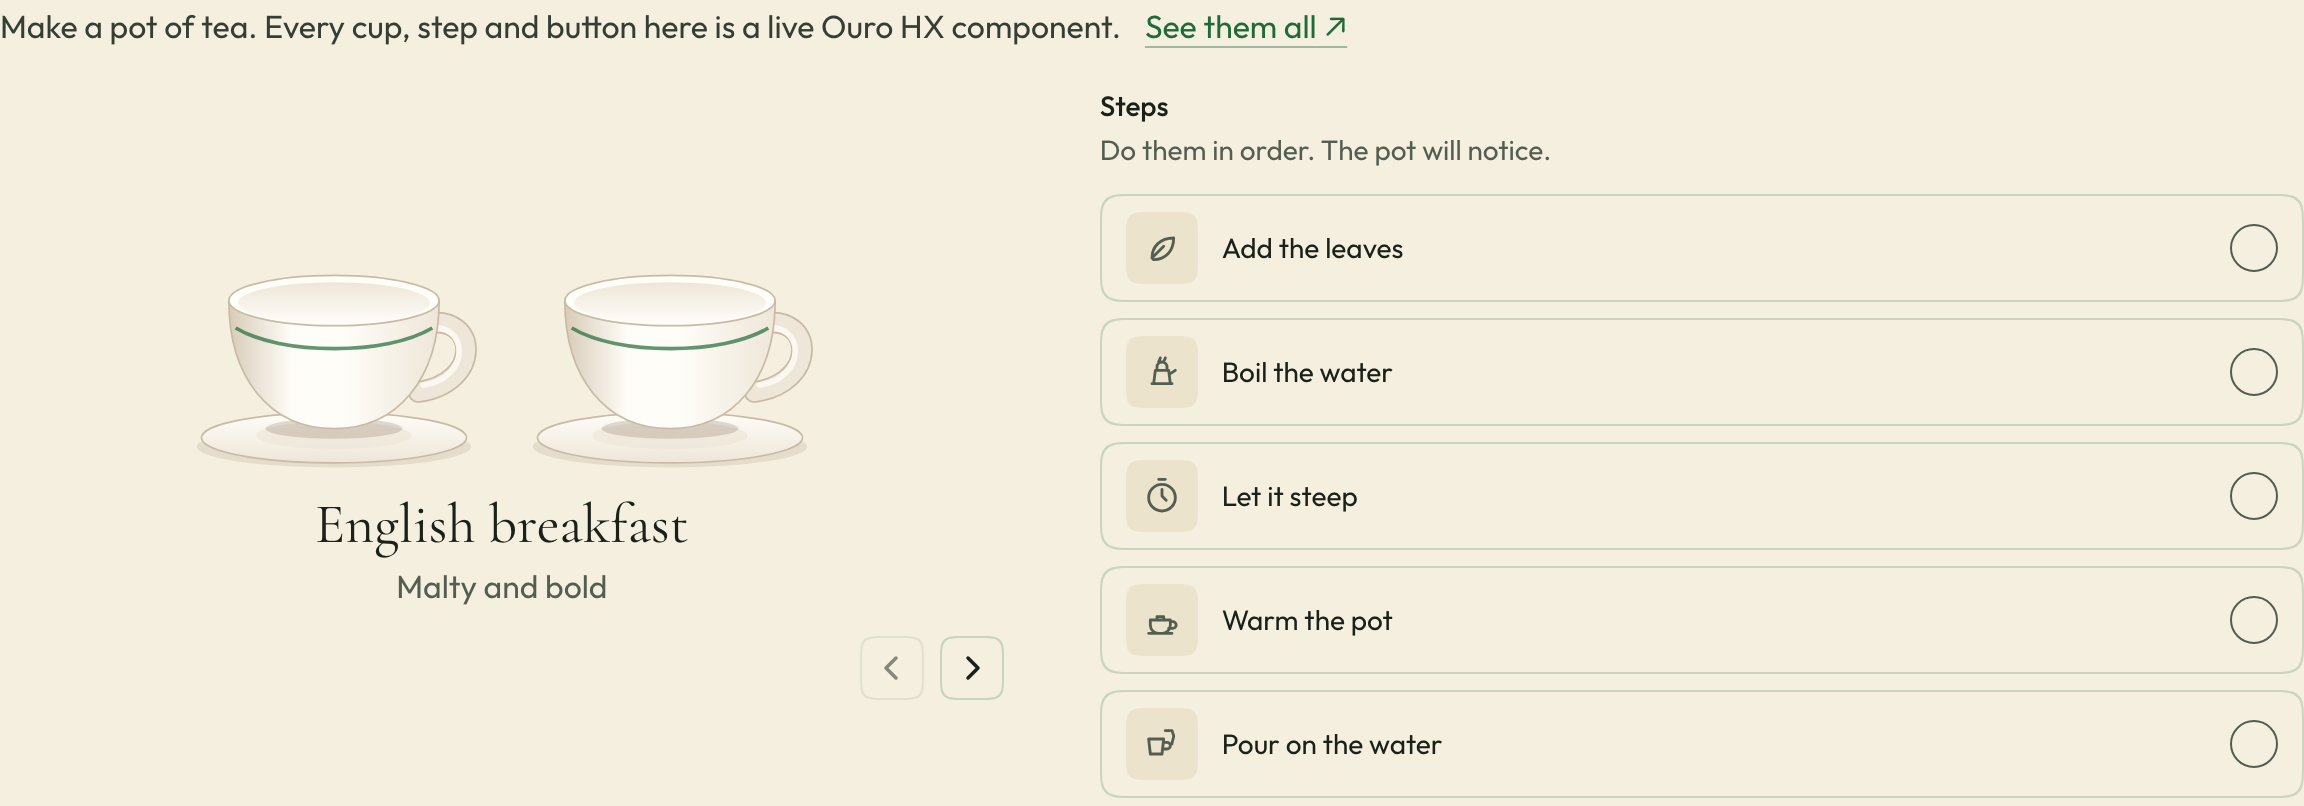 Make a pot of tea. Every cup, step and button here is a live Ouro HX component. See them all ↗
Steps
Do them in order. The pot will notice.
Add the leaves
Boil the water
Let it steep
Warm the pot
Pour on the water
English breakfast
Malty and bold